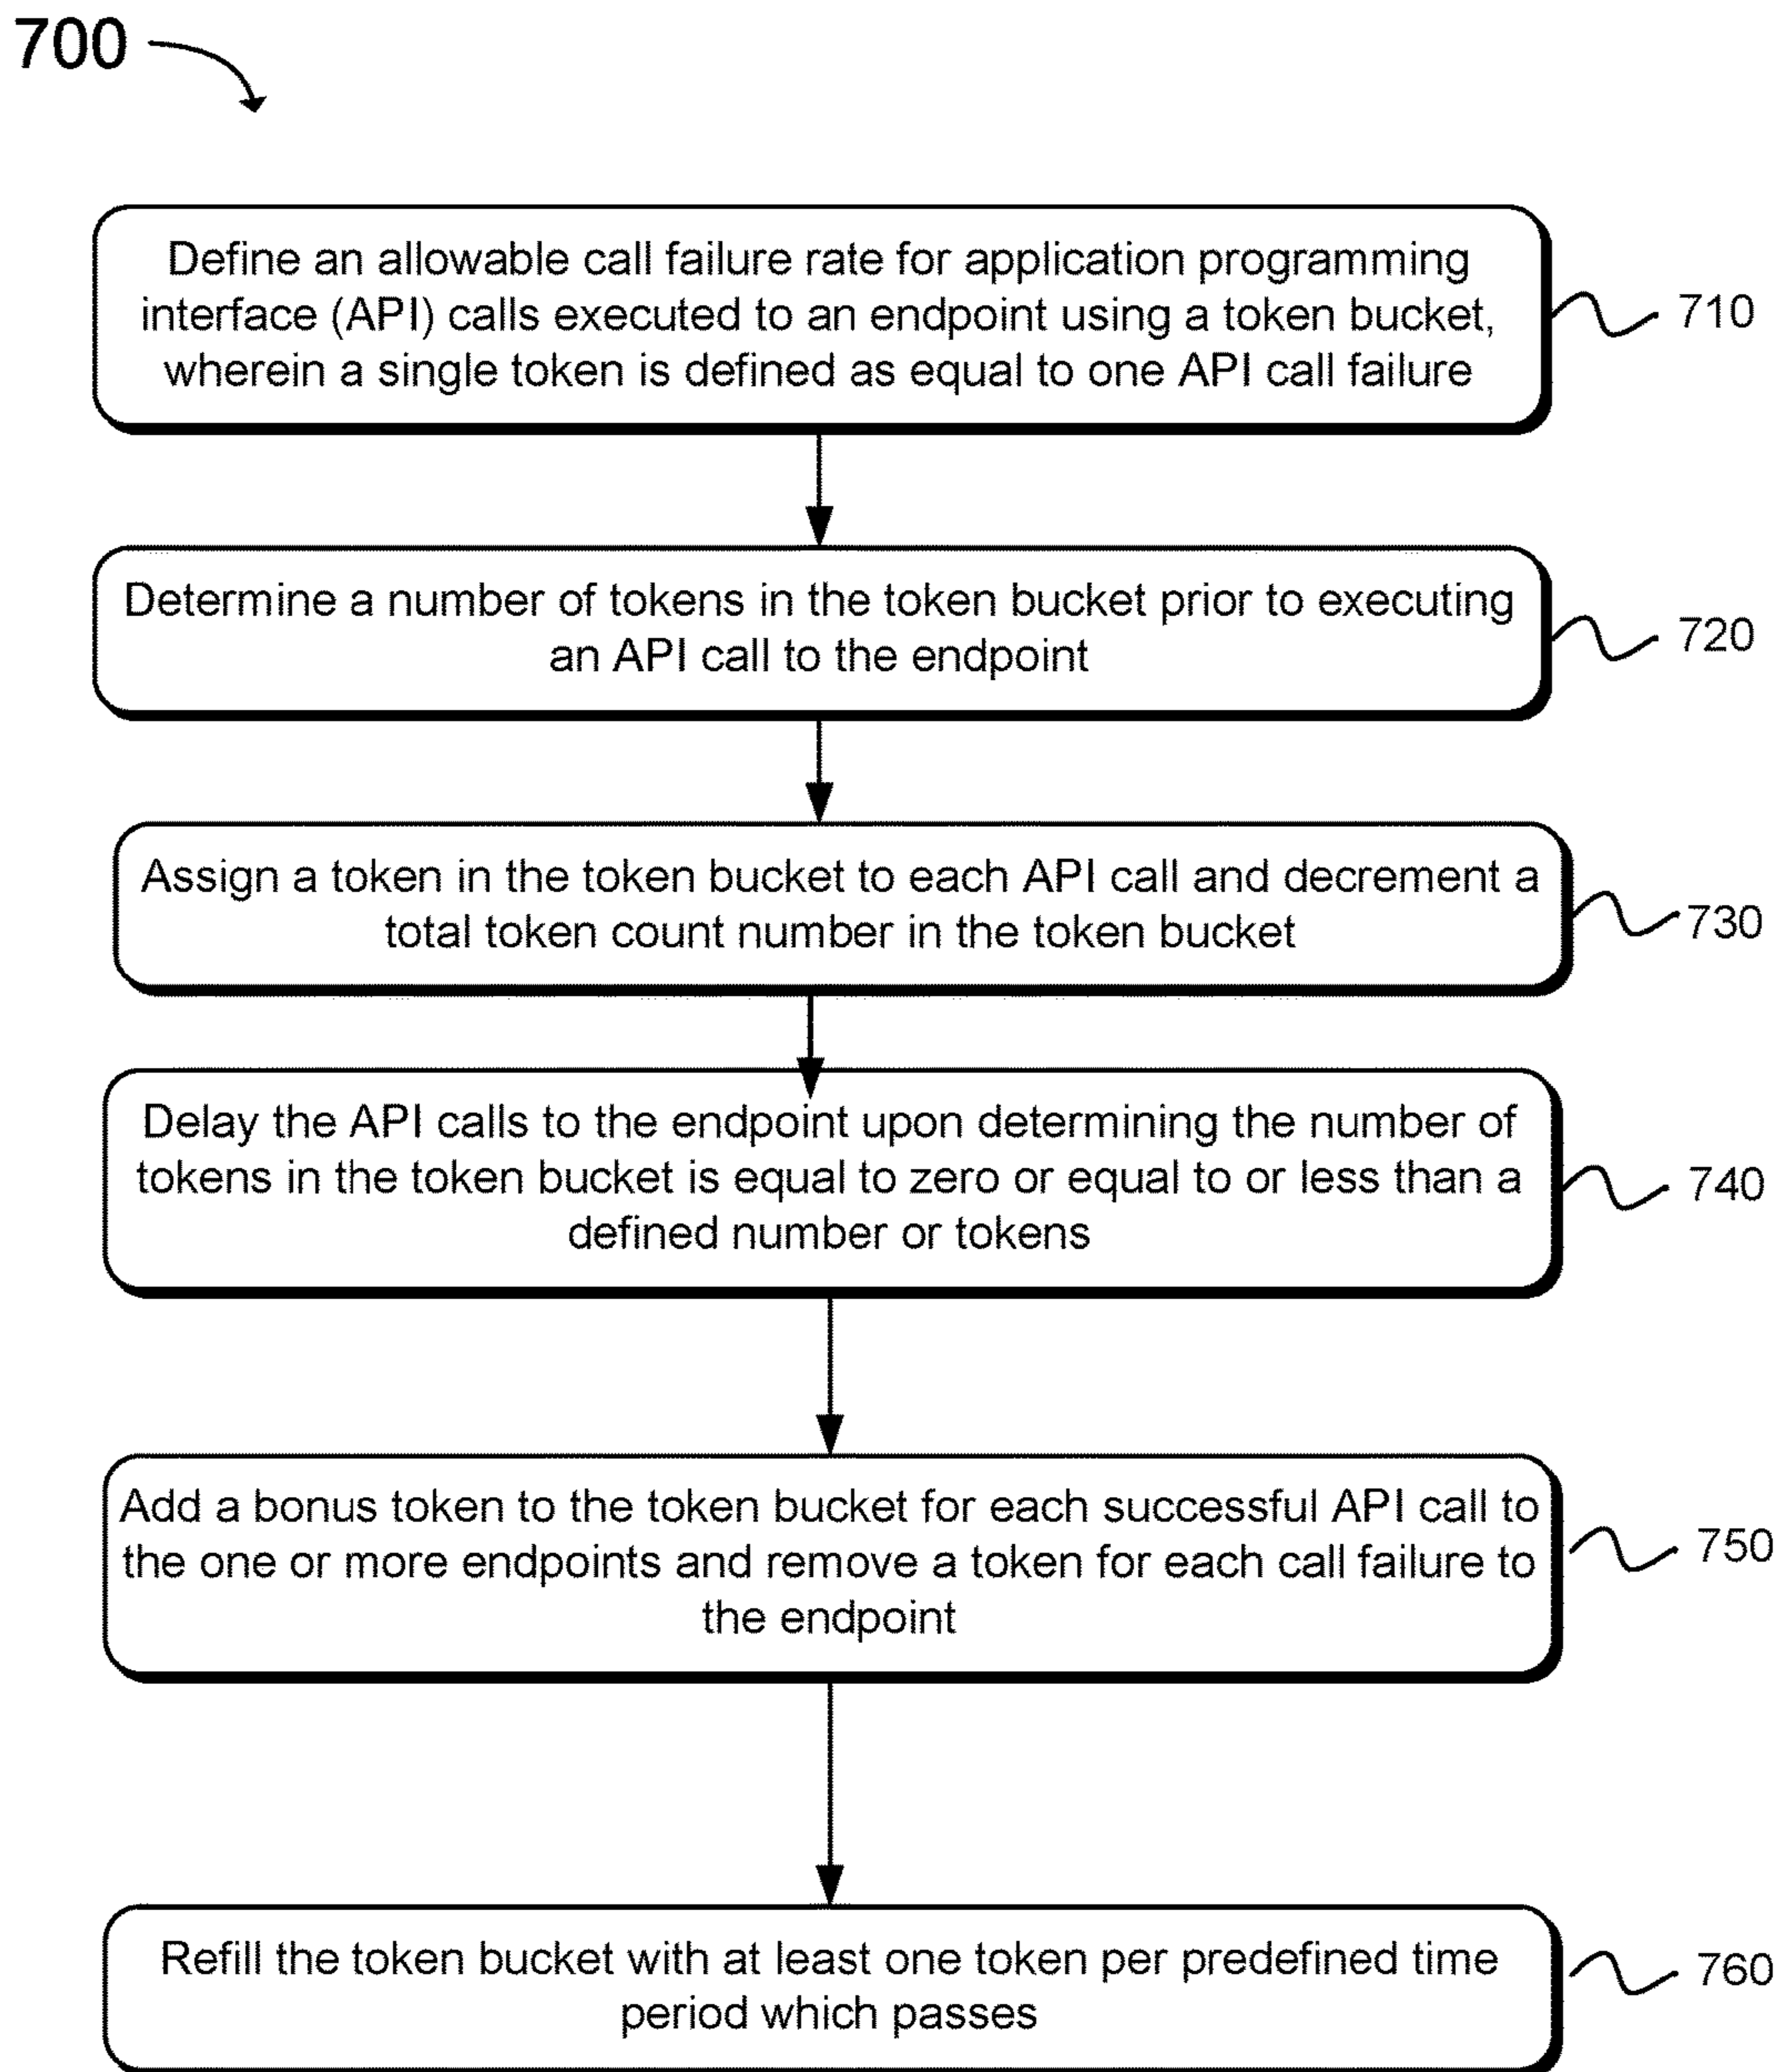 700
Define an allowable call failure rate for application programming
interface (API) calls executed to an endpoint using a token bucket,
wherein a single token is defined as equal to one API call failure
710
Determine a number of tokens in the token bucket prior to executing
an API call to the endpoint
720
Assign a token in the token bucket to each API call and decrement a
total token count number in the token bucket
730
Delay the API calls to the endpoint upon determining the number of
tokens in the token bucket is equal to zero or equal to or less than a
defined number or tokens
740
Add a bonus token to the token bucket for each successful API call to
the one or more endpoints and remove a token for each call failure to
the endpoint
750
Refill the token bucket with at least one token per predefined time
period which passes
760